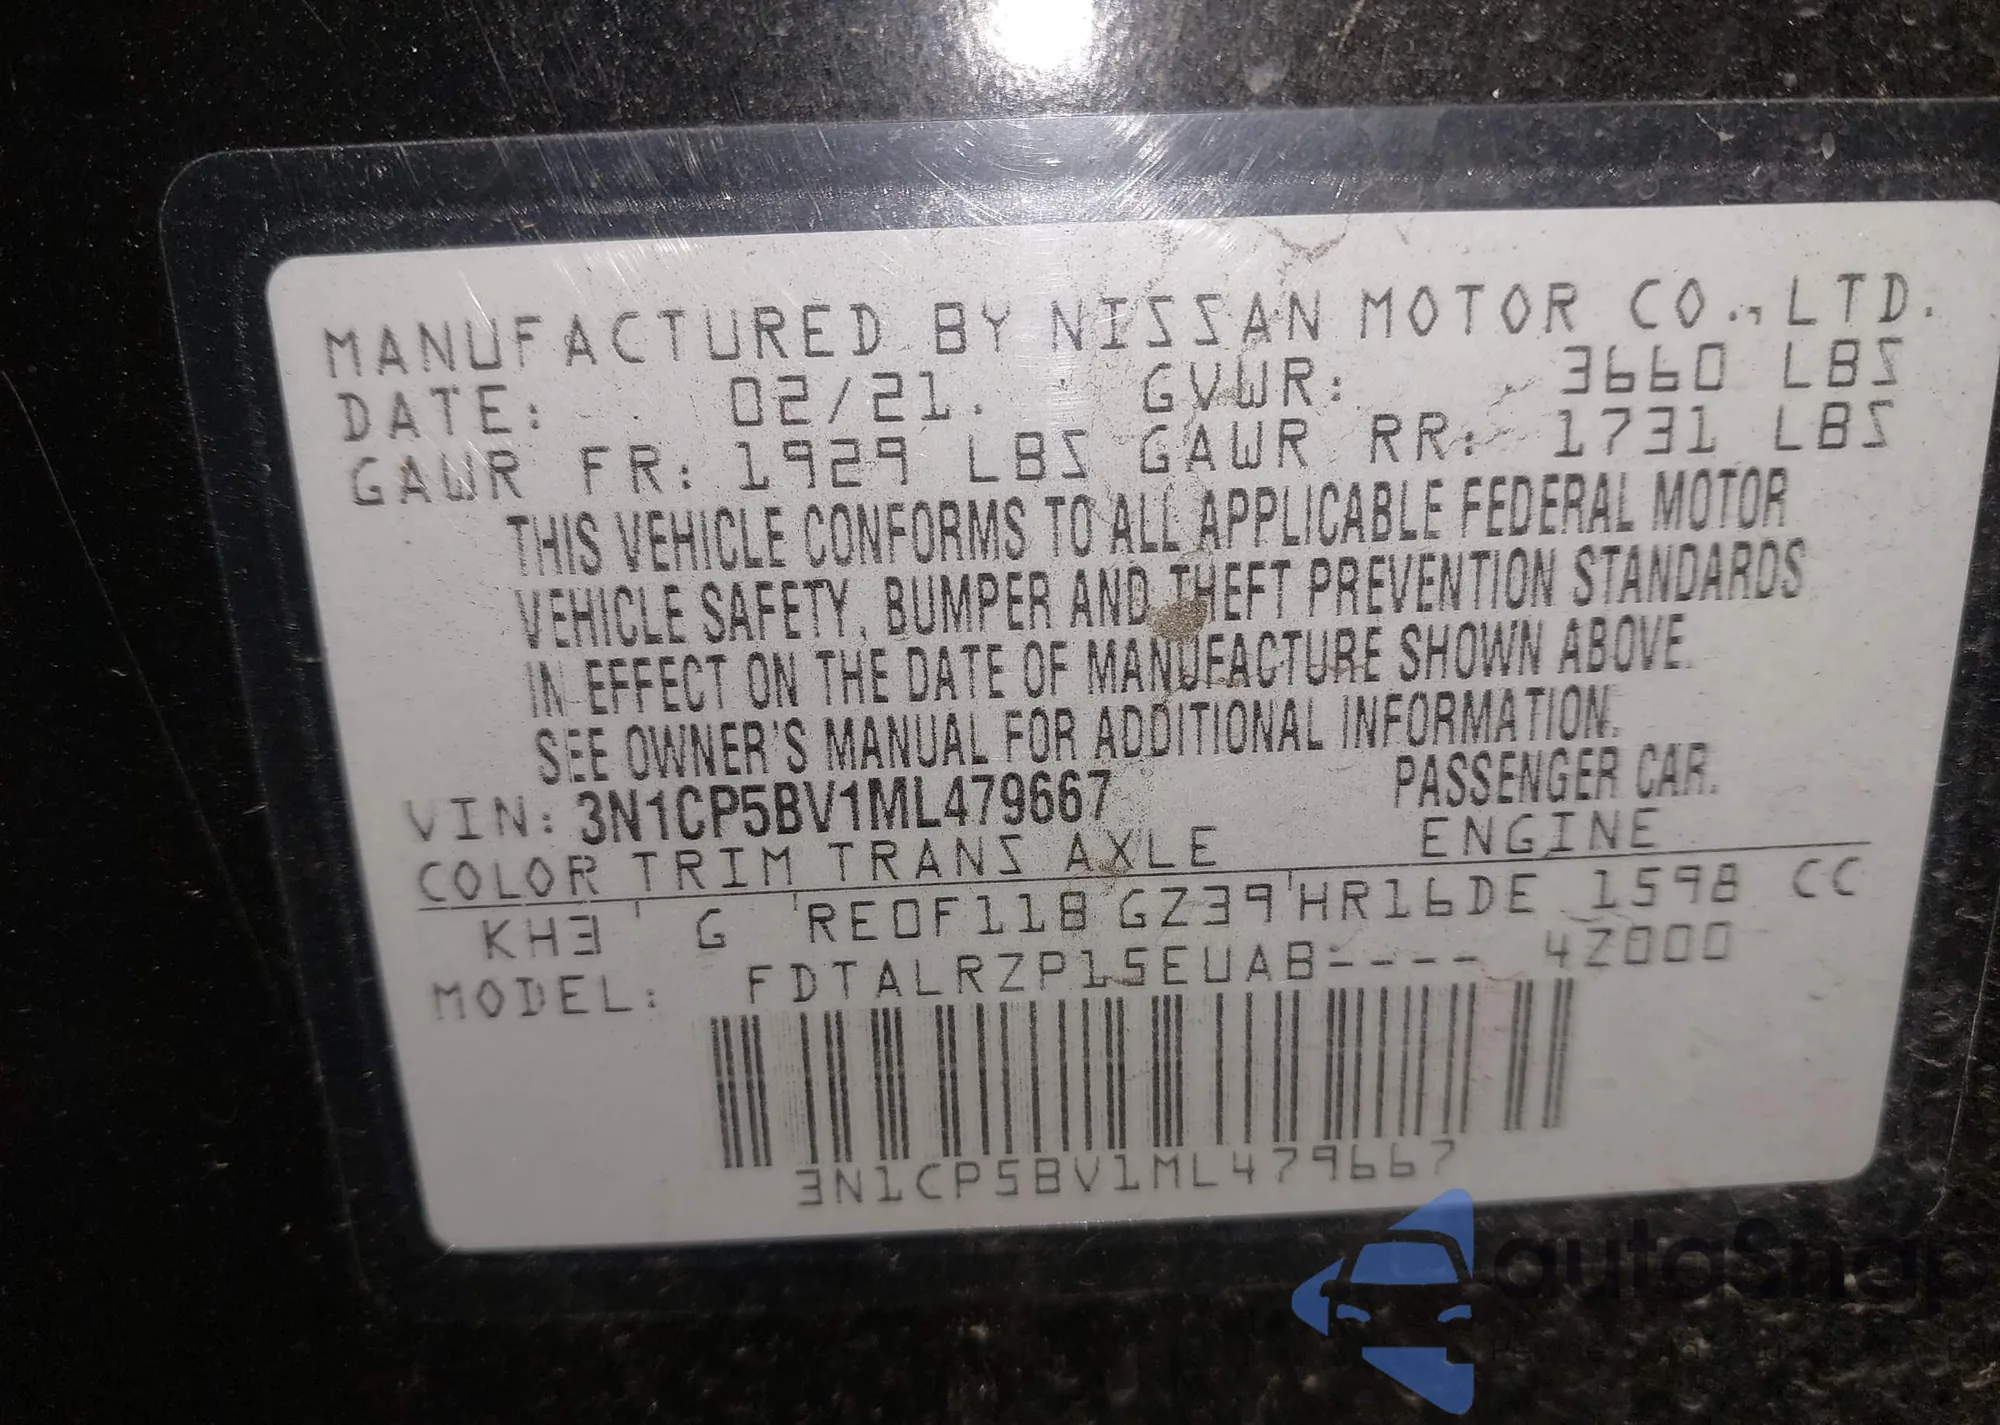 MANUFACTURED BY NISSAN MOTOR CO., LTD.
DATE: 02/21. GVWR: 3660 LBS
GAWR FR: 1929 LBS GAWR RR: 1731 LBS
THIS VEHICLE CONFORMS TO ALL APPLICABLE FEDERAL MOTOR
VEHICLE SAFETY, BUMPER AND THEFT PREVENTION STANDARDS
IN EFFECT ON THE DATE OF MANUFACTURE SHOWN ABOVE.
SEE OWNER'S MANUAL FOR ADDITIONAL INFORMATION.
VIN: 3N1CP5BV1ML479667 PASSENGER CAR.
COLOR TRIM TRANS AXLE ENGINE
KH3 ' G 'RE0F11B GZ39'HR16DE 1598 CC
MODEL: FDTALRZP15EUAB---- 4Z000
3N1CP5BV1ML479667
autoSnap